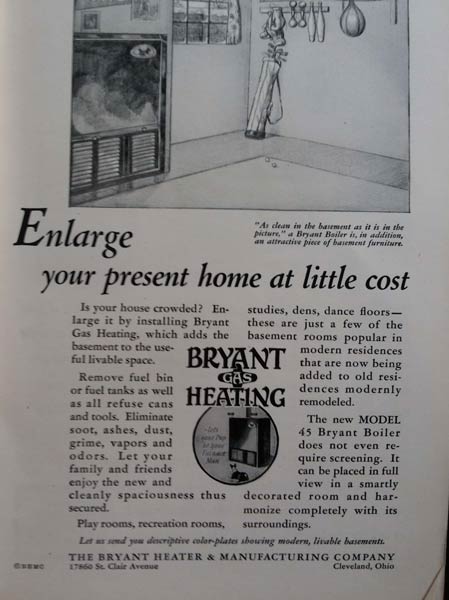 "As clean in the basement as it is in the
picture," a Bryant Boiler is, in addition,
an attractive piece of basement furniture.
Enlarge
your present home at little cost
Is your house crowded? En-
large it by installing Bryant
Gas Heating, which adds the
basement to the use-
ful livable space.
Remove fuel bin
or fuel tanks as well
as all refuse cans
and tools. Eliminate
soot, ashes, dust,
grime, vapors and
odors. Let your
family and friends
enjoy the new and
cleanly spaciousness thus
secured.
Play rooms, recreation rooms,
studies, dens, dance floors—
these are just a few of the
basement rooms popular in
modern residences
that are now being
added to old resi-
dences modernly
remodeled.
The new MODEL
45 Bryant Boiler
does not even re-
quire screening. It
can be placed in full
view in a smartly
decorated room and har-
monize completely with its
surroundings.
BRYANT
GAS
HEATING
-lets
your Pup
be your
Furnace
Man
Let us send you descriptive color-plates showing modern, livable basements.
THE BRYANT HEATER & MANUFACTURING COMPANY
17860 St. Clair Avenue Cleveland, Ohio